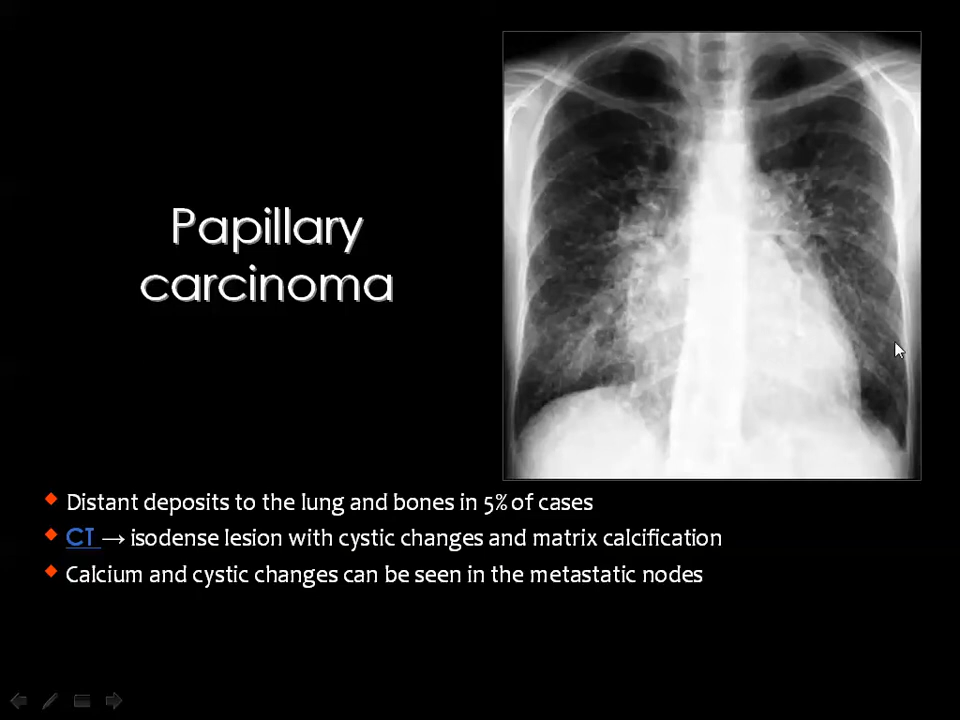 Papillary
carcinoma
Distant deposits to the lung and bones in 5% of cases
CT → isodense lesion with cystic changes and matrix calcification
Calcium and cystic changes can be seen in the metastatic nodes